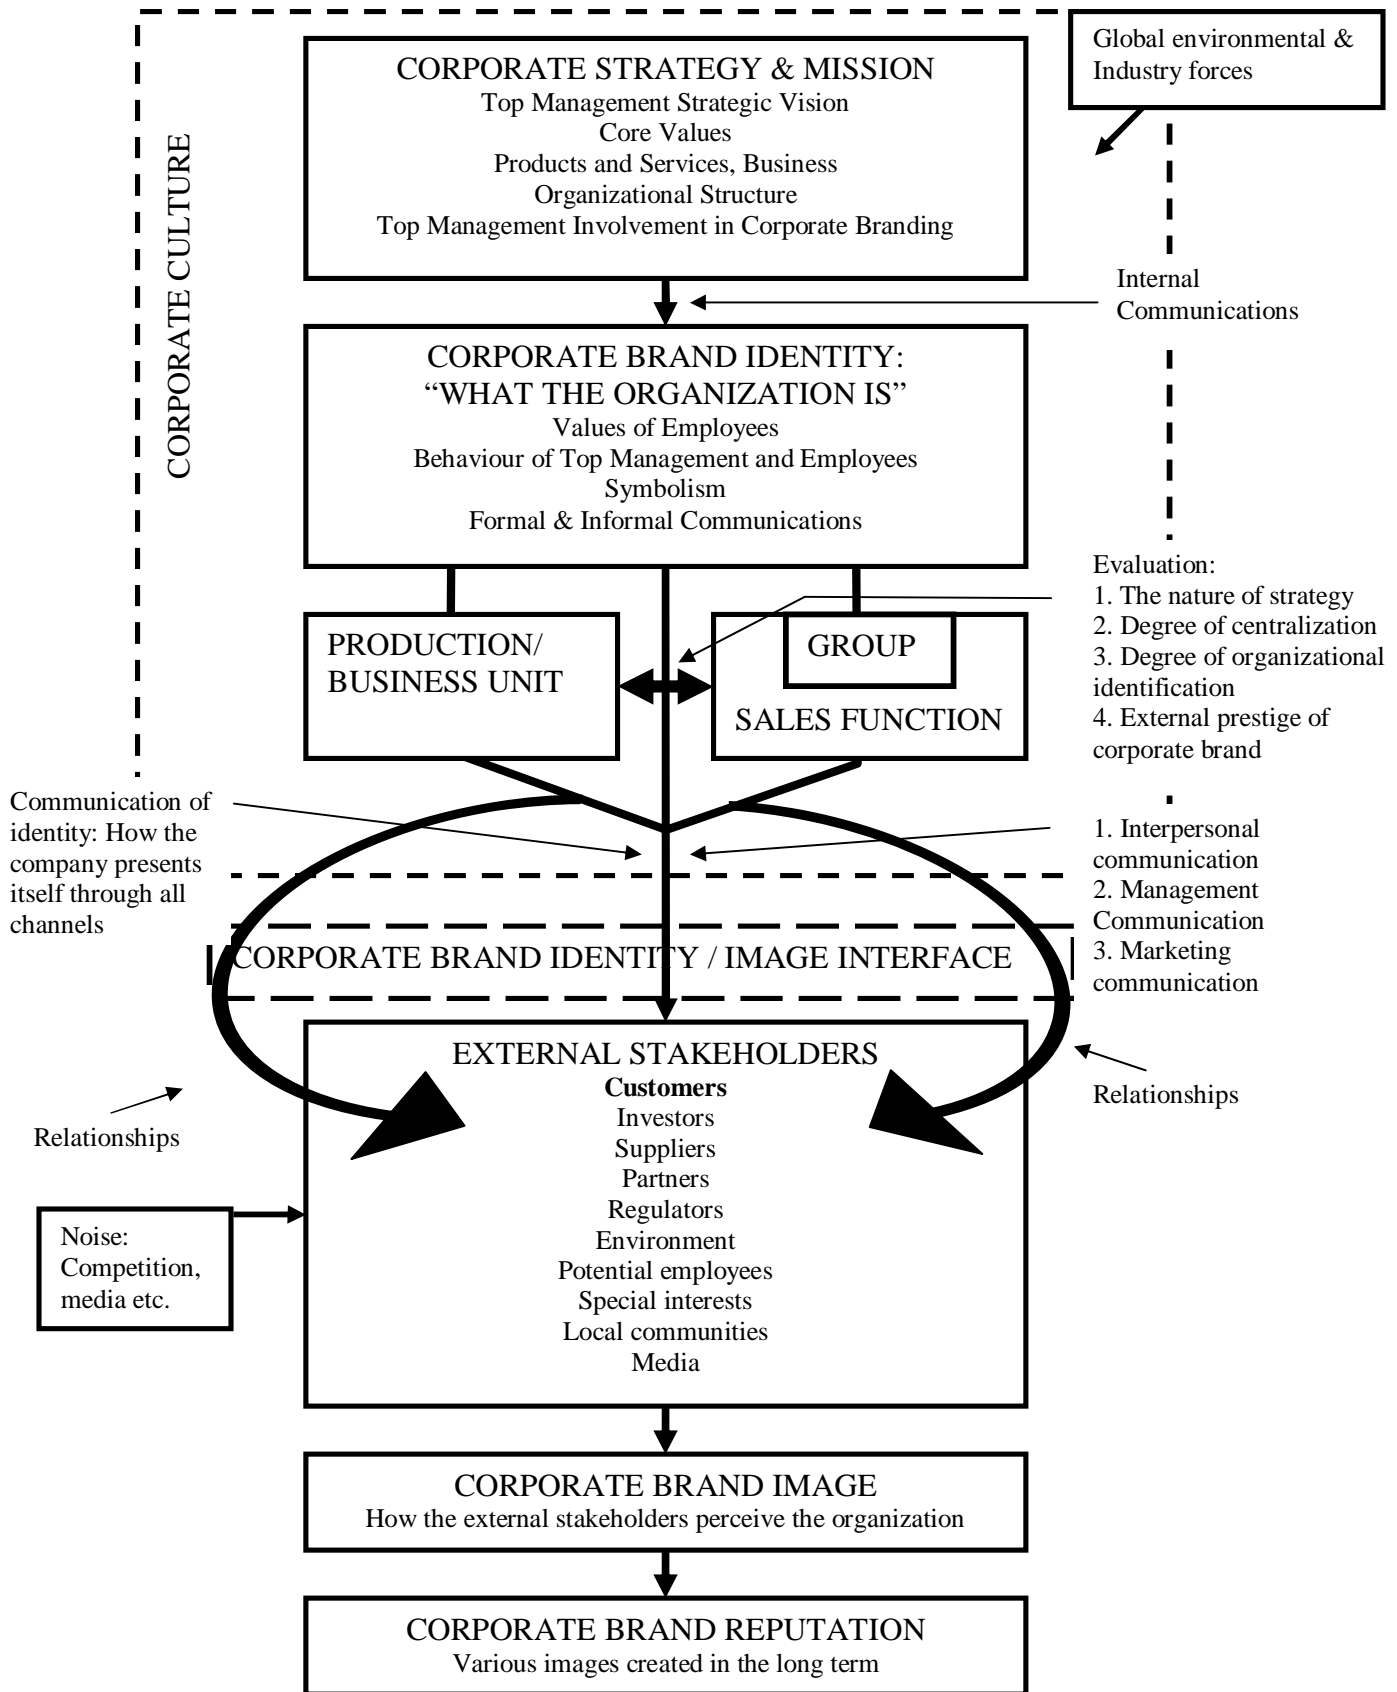 Global environmental &
Industry forces
CORPORATE STRATEGY & MISSION
Top Management Strategic Vision
Core Values
Products and Services, Business
Organizational Structure
Top Management Involvement in Corporate Branding
CORPORATE CULTURE
Internal
Communications
CORPORATE BRAND IDENTITY:
“WHAT THE ORGANIZATION IS”
Values of Employees
Behaviour of Top Management and Employees
Symbolism
Formal & Informal Communications
Evaluation:
1. The nature of strategy
2. Degree of centralization
3. Degree of organizational
identification
4. External prestige of
corporate brand
PRODUCTION/
BUSINESS UNIT
GROUP
SALES FUNCTION
Communication of
identity: How the
company presents
itself through all
channels
1. Interpersonal
communication
2. Management
Communication
3. Marketing
communication
CORPORATE BRAND IDENTITY / IMAGE INTERFACE
EXTERNAL STAKEHOLDERS
Customers
Investors
Suppliers
Partners
Regulators
Environment
Potential employees
Special interests
Local communities
Media
Relationships
Relationships
Noise:
Competition,
media etc.
CORPORATE BRAND IMAGE
How the external stakeholders perceive the organization
CORPORATE BRAND REPUTATION
Various images created in the long term